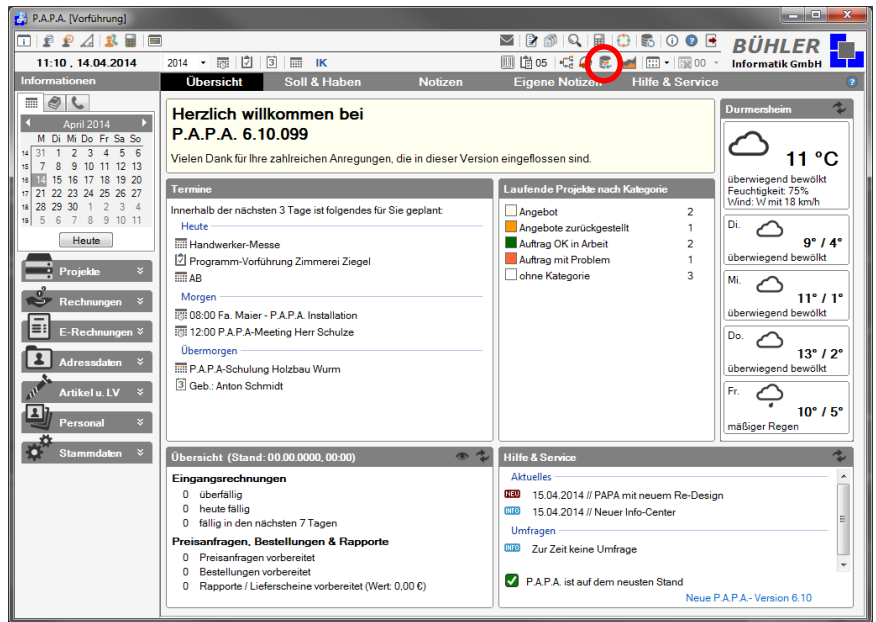 P.A.P.A. [Vorführung]
BÜHLER
Informatik GmbH
11:10 , 14.04.2014
2014
3
IK
05
00
Informationen
Übersicht
Soll & Haben
Notizen
Eigene Notizen
Hilfe & Service
April 2014
M Di Mi Do Fr Sa So
14 31 1 2 3 4 5 6
15 7 8 9 10 11 12 13
16 14 15 16 17 18 19 20
17 21 22 23 24 25 26 27
18 28 29 30 1 2 3 4
19 5 6 7 8 9 10 11
Heute
Projekte
Rechnungen
E-Rechnungen
Adressdaten
Artikel u. LV
Personal
Stammdaten
Herzlich willkommen bei
P.A.P.A. 6.10.099
Vielen Dank für Ihre zahlreichen Anregungen, die in dieser Version eingeflossen sind.
Termine
Innerhalb der nächsten 3 Tage ist folgendes für Sie geplant:
Heute
Handwerker-Messe
Programm-Vorführung Zimmerei Ziegel
AB
Morgen
08:00 Fa. Maier - P.A.P.A. Installation
12:00 P.A.P.A-Meeting Herr Schulze
Übermorgen
P.A.P.A-Schulung Holzbau Wurm
3 Geb.: Anton Schmidt
Laufende Projekte nach Kategorie
Angebot 2
Angebote zurückgestellt 1
Auftrag OK in Arbeit 2
Auftrag mit Problem 1
ohne Kategorie 3
Durmersheim
11 °C
überwiegend bewölkt
Feuchtigkeit: 75%
Wind: W mit 18 km/h
Di.
9° / 4°
überwiegend bewölkt
Mi.
11° / 1°
überwiegend bewölkt
Do.
13° / 2°
überwiegend bewölkt
Fr.
10° / 5°
mäßiger Regen
Übersicht (Stand: 00.00.0000, 00:00)
Eingangsrechnungen
0 überfällig
0 heute fällig
0 fällig in den nächsten 7 Tagen
Preisanfragen, Bestellungen & Rapporte
0 Preisanfragen vorbereitet
0 Bestellungen vorbereitet
0 Rapporte / Lieferscheine vorbereitet (Wert: 0,00 €)
Hilfe & Service
Aktuelles
NEU 15.04.2014 // PAPA mit neuem Re-Design
INFO 15.04.2014 // Neuer Info-Center
Umfragen
INFO Zur Zeit keine Umfrage
P.A.P.A. ist auf dem neusten Stand
Neue P.A.P.A.- Version 6.10